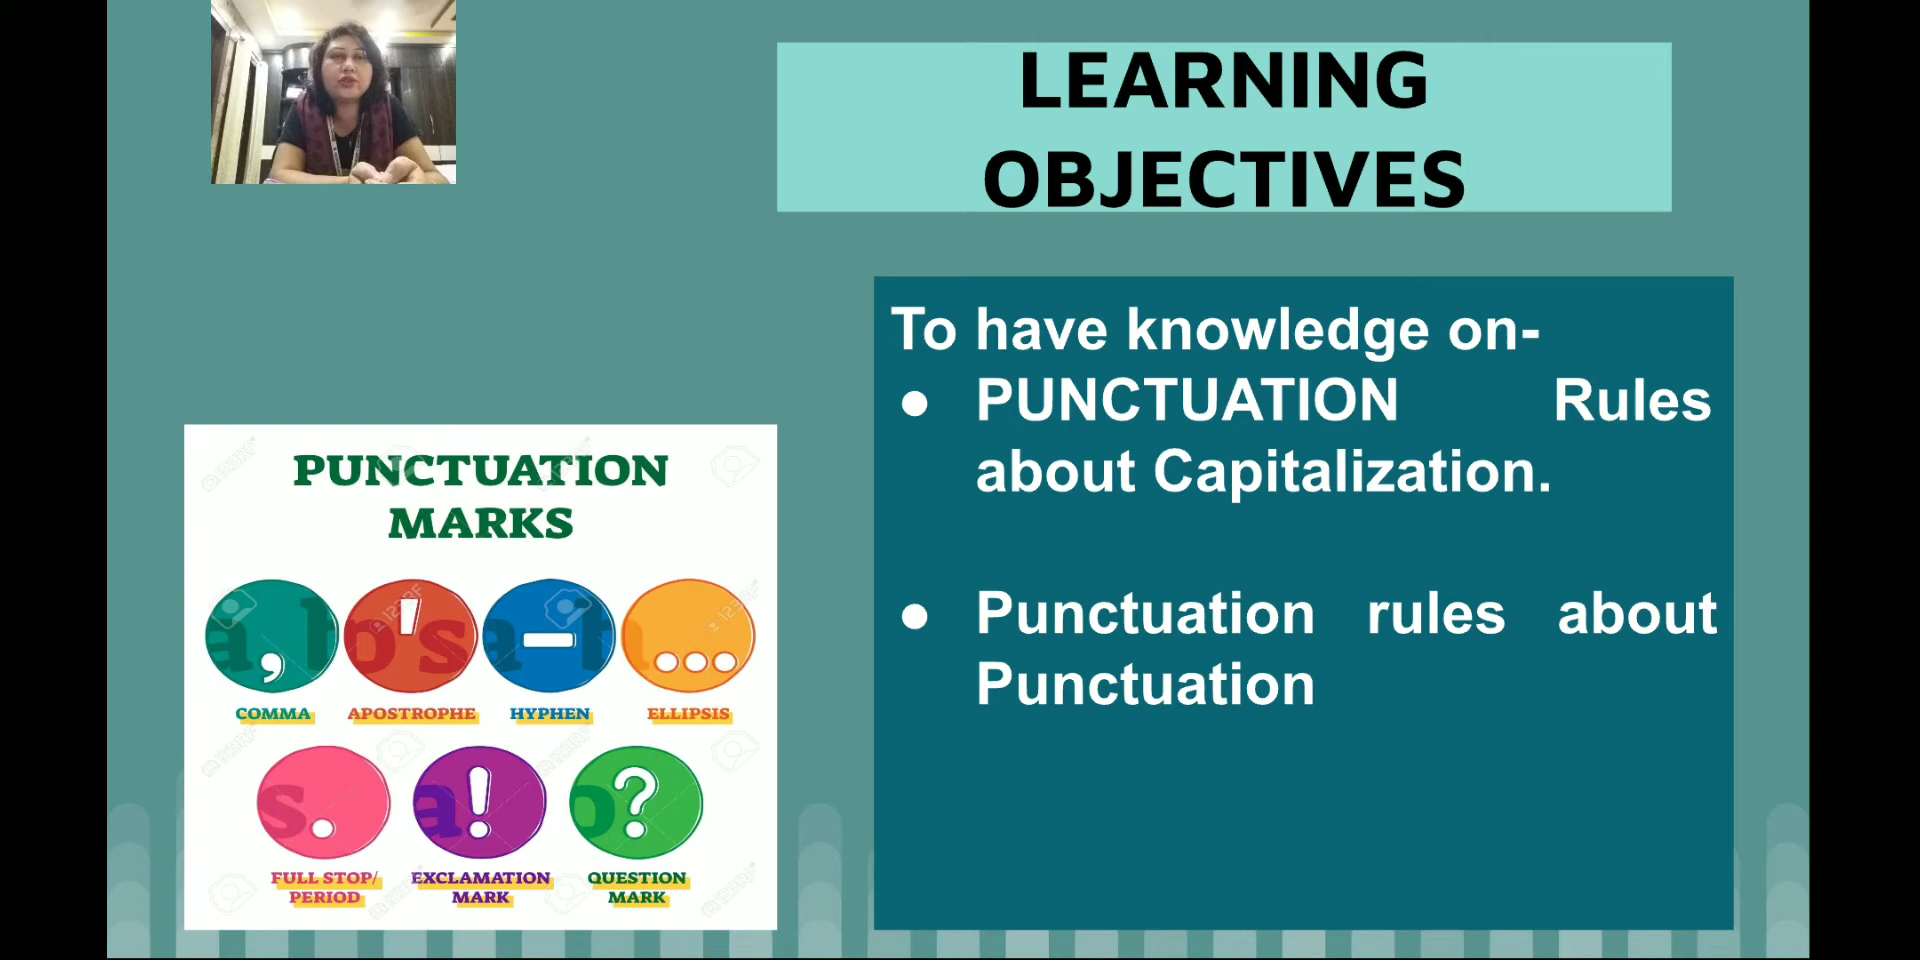 LEARNING
OBJECTIVES
To have knowledge on-
● PUNCTUATION Rules
about Capitalization.
● Punctuation rules about
Punctuation
PUNCTUATION
MARKS
COMMA APOSTROPHE HYPHEN ELLIPSIS
FULL STOP/
PERIOD
EXCLAMATION
MARK
QUESTION
MARK